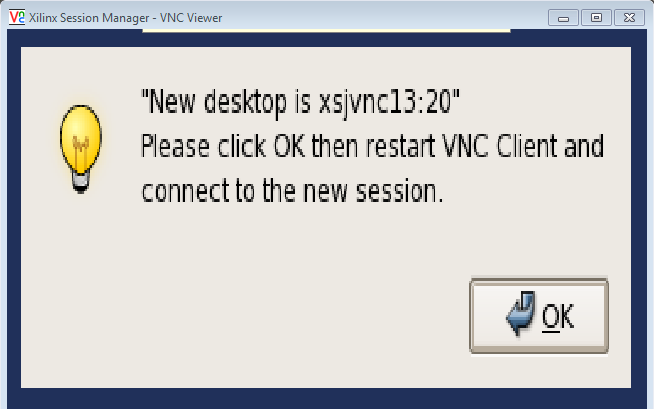 Xilinx Session Manager - VNC Viewer
"New desktop is xsjvnc13:20"
Please click OK then restart VNC Client and
connect to the new session.
OK